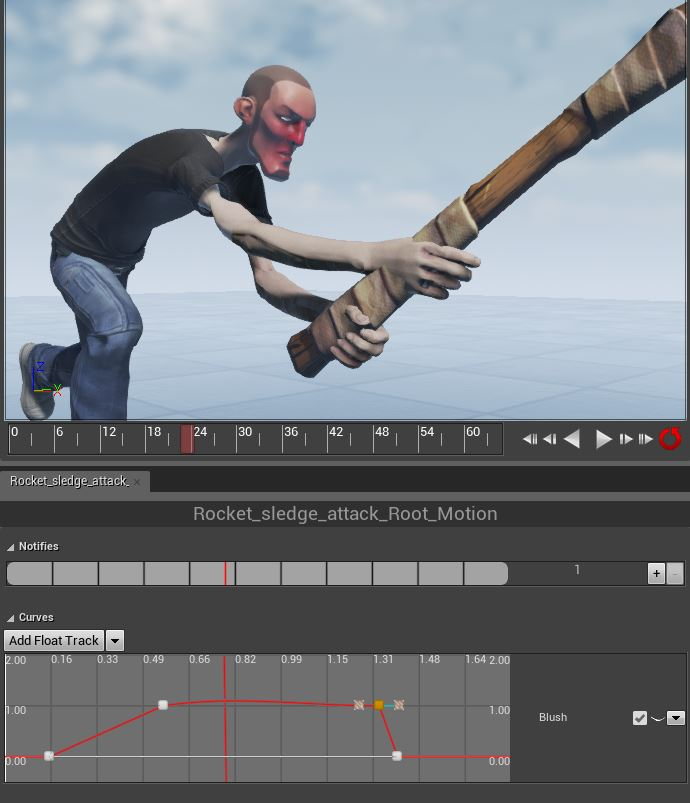 Z
X
0 6 12 18 24 30 36 42 48 54 60
Rocket_sledge_attack_ ×
Rocket_sledge_attack_Root_Motion
Notifies
1 + -
Curves
Add Float Track
2.00 0.16 0.33 0.49 0.66 0.82 0.99 1.15 1.31 1.48 1.64 2.00
1.00 1.00 Blush
0.00 0.00